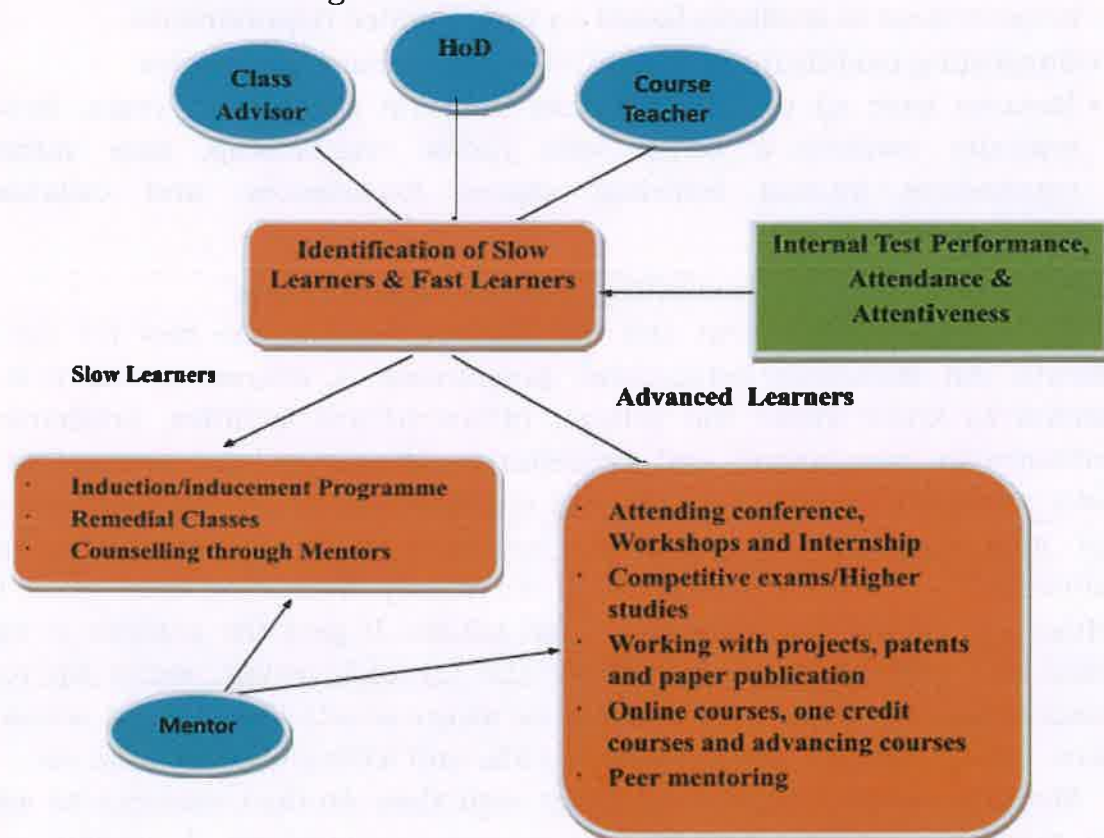 HoD
Class
Advisor
Course
Teacher
Identification of Slow
Learners & Fast Learners
Internal Test Performance,
Attendance &
Attentiveness
Slow Learners
Advanced Learners
· Induction/inducement Programme
· Remedial Classes
· Counselling through Mentors
· Attending conference,
Workshops and Internship
· Competitive exams/Higher
studies
· Working with projects, patents
and paper publication
· Online courses, one credit
courses and advancing courses
· Peer mentoring
Mentor